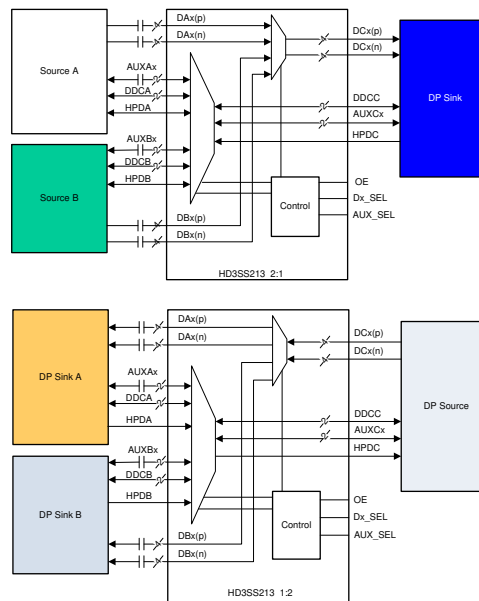 DAx(p)
DAx(n)
DCx(p)
DCx(n)
Source A
AUXAx
DDCA
HPDA
DDCC
AUXCx
HPDC
DP Sink
AUXBx
DDCB
HPDB
Source B
Control
OE
Dx_SEL
AUX_SEL
DBx(p)
DBx(n)
HD3SS213 2:1
DAx(p)
DAx(n)
DCx(p)
DCx(n)
DP Sink A
AUXAx
DDCA
HPDA
DDCC
AUXCx
HPDC
DP Source
AUXBx
DDCB
HPDB
DP Sink B
Control
OE
Dx_SEL
AUX_SEL
DBx(p)
DBx(n)
HD3SS213 1:2